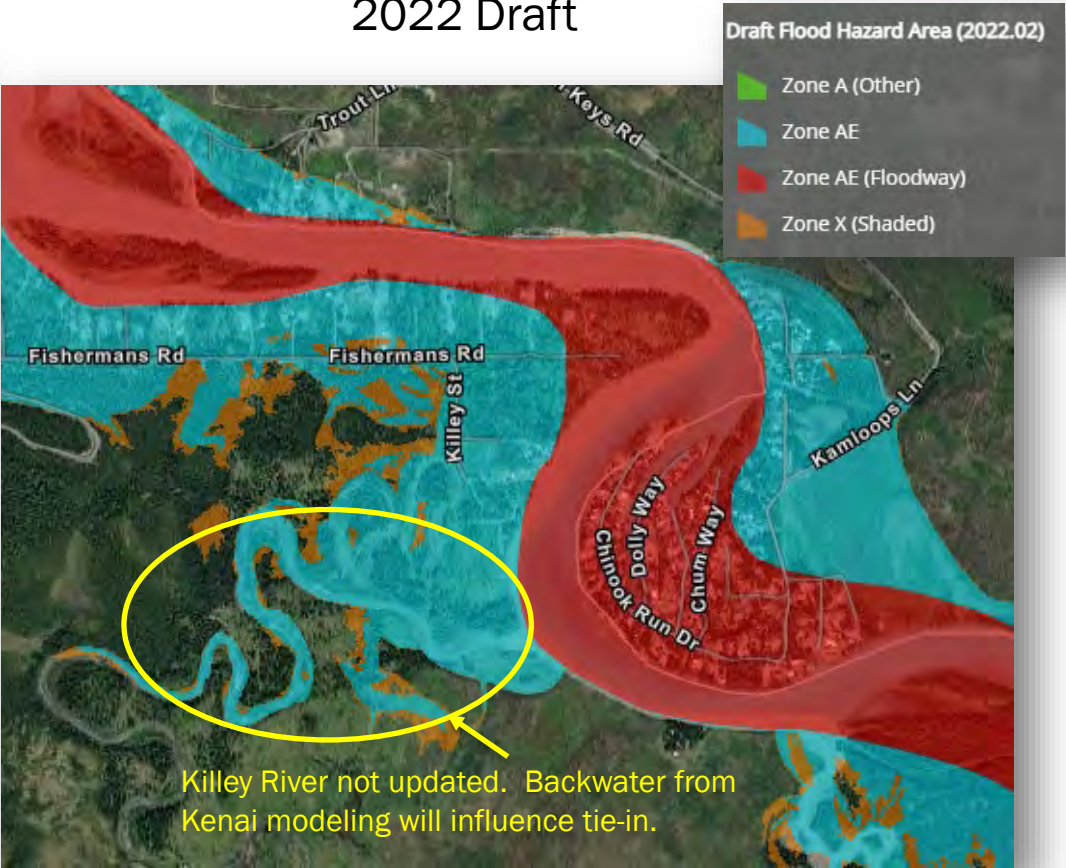 2022 Draft
Draft Flood Hazard Area (2022.02)
Zone A (Other)
Zone AE
Zone AE (Floodway)
Zone X (Shaded)
Trout Ln
Keys Rd
Fishermans Rd
Fishermans Rd
Killey St
Kamloops Ln
Dolly Way
Chum Way
Chinook Run Dr
Killey River not updated. Backwater from
Kenai modeling will influence tie-in.